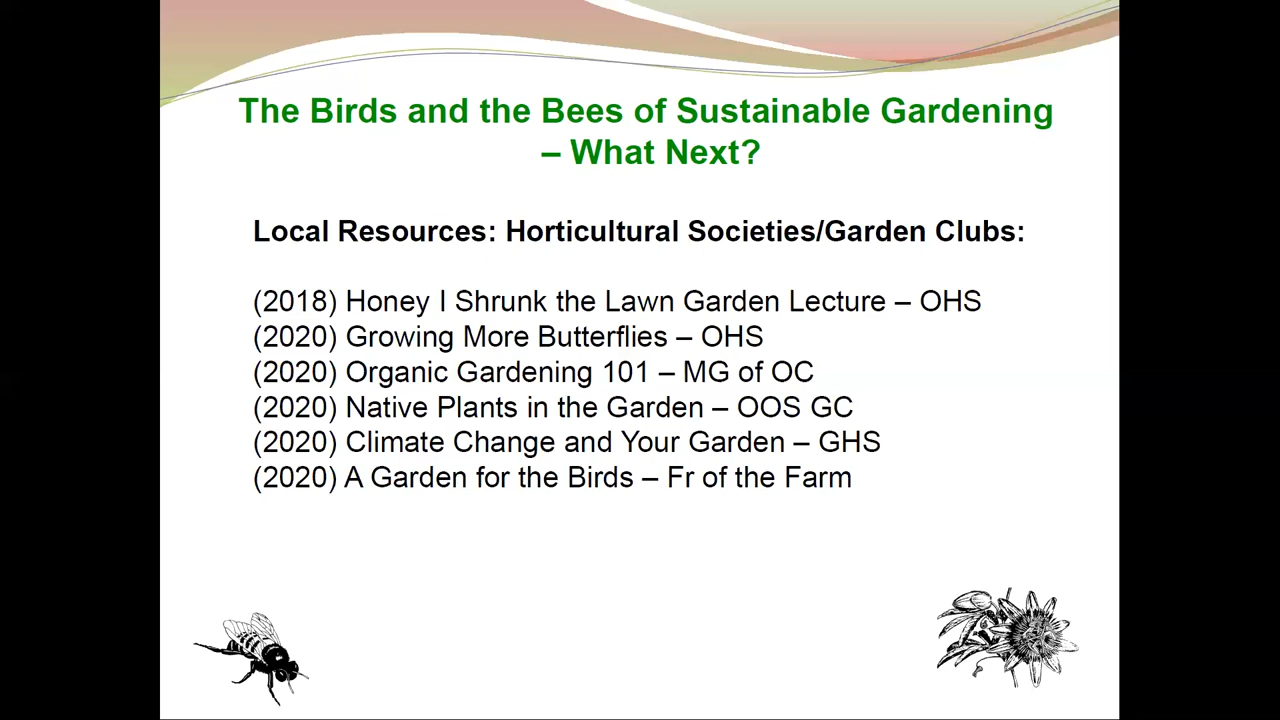 The Birds and the Bees of Sustainable Gardening
– What Next?
Local Resources: Horticultural Societies/Garden Clubs:
(2018) Honey I Shrunk the Lawn Garden Lecture – OHS
(2020) Growing More Butterflies – OHS
(2020) Organic Gardening 101 – MG of OC
(2020) Native Plants in the Garden – OOS GC
(2020) Climate Change and Your Garden – GHS
(2020) A Garden for the Birds – Fr of the Farm